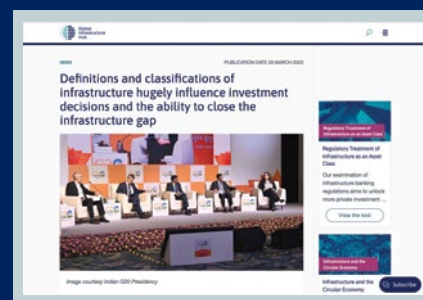 Global
Infrastructure
Hub
NEWS
PUBLICATION DATE 29 MARCH 2023
Definitions and classifications of
infrastructure hugely influence investment
decisions and the ability to close the
infrastructure gap
G20
Image courtesy Indian G20 Presidency
Regulatory Treatment of
Infrastructure as an Asset Class
Regulatory Treatment of
Infrastructure as an Asset
Class
Our examination of
infrastructure banking
regulations aims to unlock
more private investment ...
View the tool
Infrastructure and the
Circular Economy
Infrastructure and the
Circular Economy
Subscribe